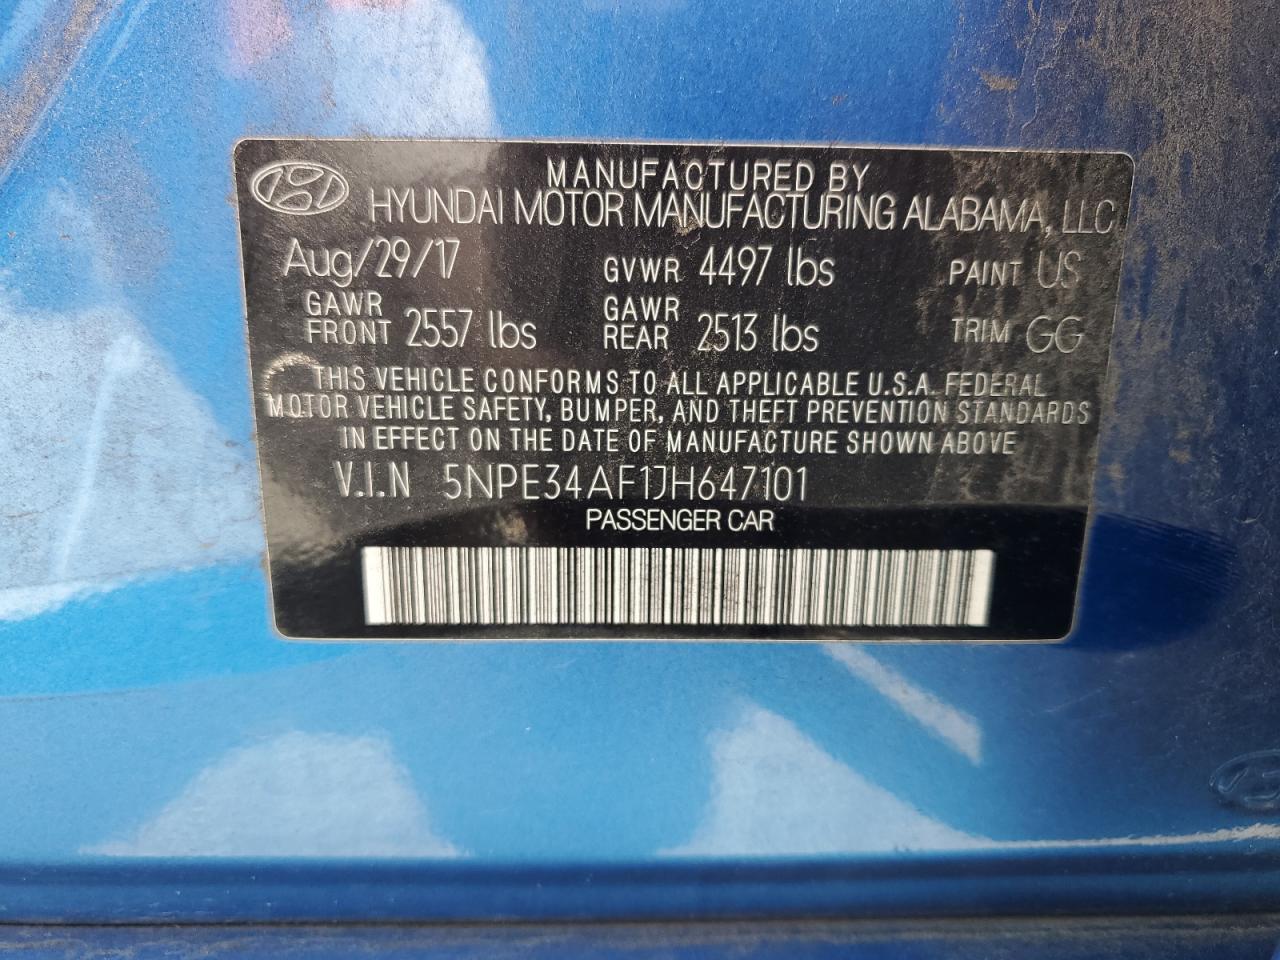 MANUFACTURED BY
HYUNDAI MOTOR MANUFACTURING ALABAMA, LLC
Aug/29/17 GVWR 4497 lbs PAINT US
GAWR FRONT 2557 lbs GAWR REAR 2513 lbs TRIM GG
THIS VEHICLE CONFORMS TO ALL APPLICABLE U.S.A. FEDERAL
MOTOR VEHICLE SAFETY, BUMPER, AND THEFT PREVENTION STANDARDS
IN EFFECT ON THE DATE OF MANUFACTURE SHOWN ABOVE
V.I.N 5NPE34AF1JH647101
PASSENGER CAR